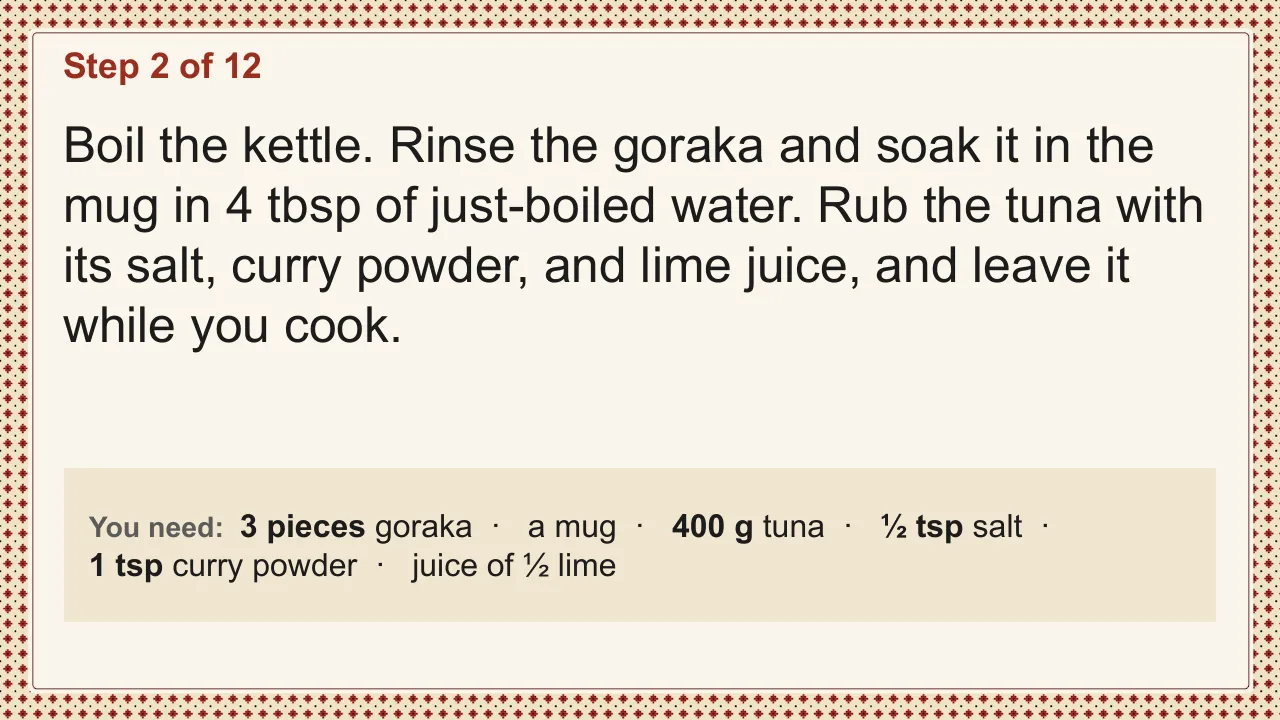 Step 2 of 12
Boil the kettle. Rinse the goraka and soak it in the
mug in 4 tbsp of just-boiled water. Rub the tuna with
its salt, curry powder, and lime juice, and leave it
while you cook.
You need: 3 pieces goraka · a mug · 400 g tuna · ½ tsp salt ·
1 tsp curry powder · juice of ½ lime